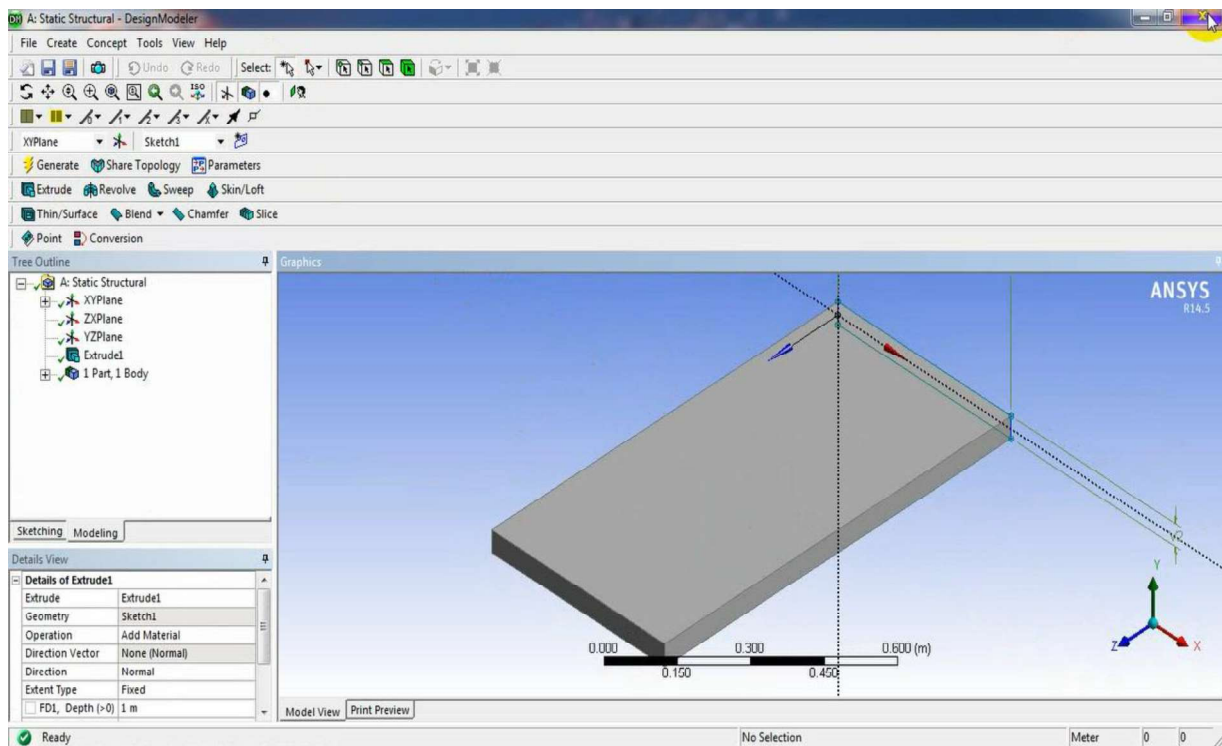 A: Static Structural - DesignModeler
File Create Concept Tools View Help
Undo Redo Select:
ISO
XYPlane Sketch1
Generate Share Topology Parameters
Extrude Revolve Sweep Skin/Loft
Thin/Surface Blend Chamfer Slice
Point Conversion
Tree Outline
A: Static Structural
XYPlane
ZXPlane
YZPlane
Extrude1
1 Part, 1 Body
Sketching Modeling
Details View
Details of Extrude1
Extrude Extrude1
Geometry Sketch1
Operation Add Material
Direction Vector None (Normal)
Direction Normal
Extent Type Fixed
FD1, Depth (>0) 1 m
Graphics
ANSYS
R14.5
Y
Z X
0.000 0.300 0.600 (m)
0.150 0.450
Model View Print Preview
Ready No Selection Meter 0 0